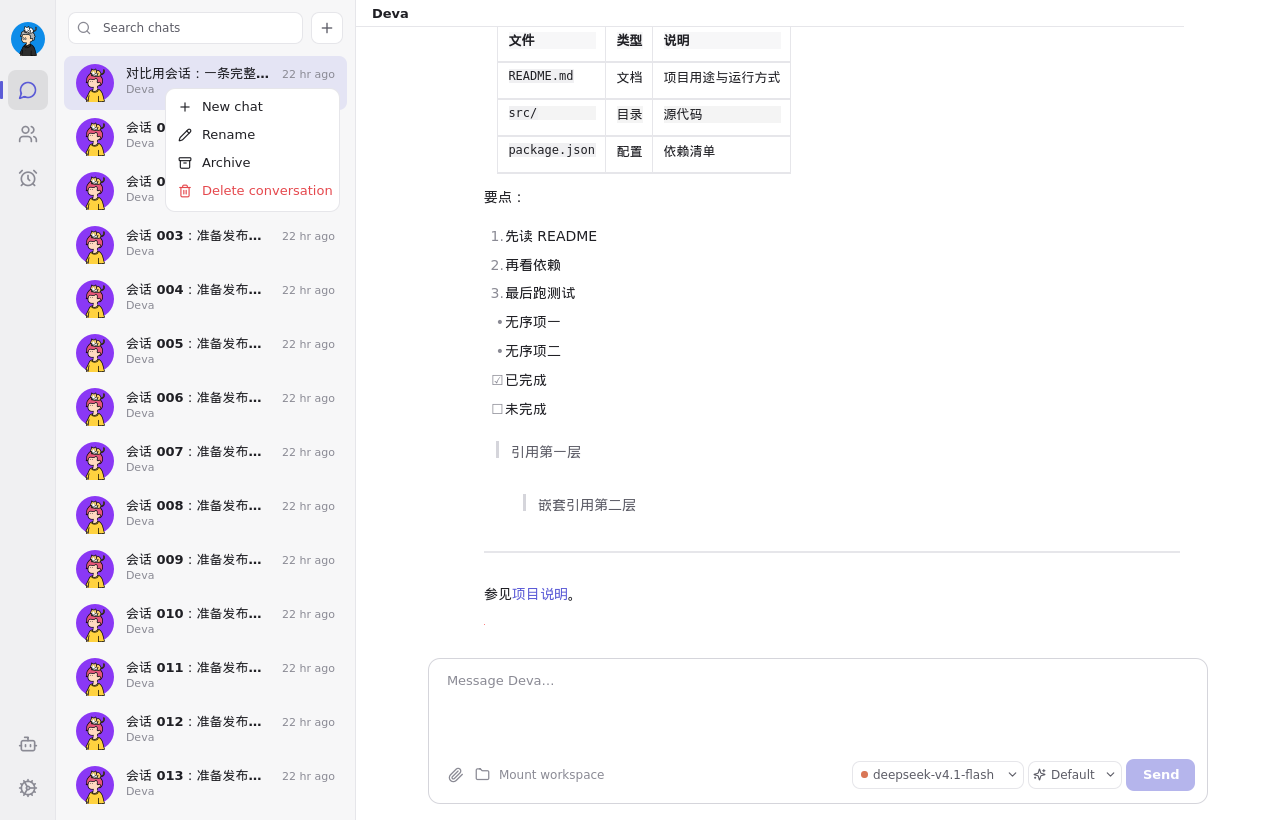 Search chats
对比用会话：一条完整… 22 hr ago
Deva
New chat
Rename
Archive
Delete conversation
会话 0
Deva
会话 0
Deva
会话 003：准备发布… 22 hr ago
Deva
会话 004：准备发布… 22 hr ago
Deva
会话 005：准备发布… 22 hr ago
Deva
会话 006：准备发布… 22 hr ago
Deva
会话 007：准备发布… 22 hr ago
Deva
会话 008：准备发布… 22 hr ago
Deva
会话 009：准备发布… 22 hr ago
Deva
会话 010：准备发布… 22 hr ago
Deva
会话 011：准备发布… 22 hr ago
Deva
会话 012：准备发布… 22 hr ago
Deva
会话 013：准备发布… 22 hr ago
Deva
Deva
文件 类型 说明
README.md 文档 项目用途与运行方式
src/ 目录 源代码
package.json 配置 依赖清单
要点：
1. 先读 README
2. 再看依赖
3. 最后跑测试
• 无序项一
• 无序项二
☑ 已完成
☐ 未完成
引用第一层
嵌套引用第二层
参见项目说明。
Message Deva…
Mount workspace
deepseek-v4.1-flash
Default
Send